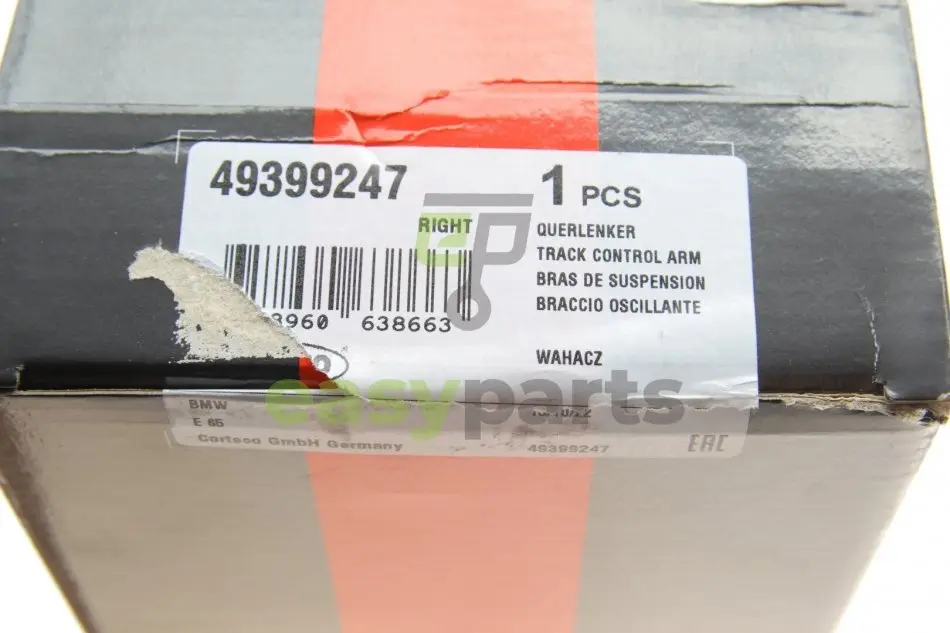 49399247
1 PCS
RIGHT
QUERLENKER
TRACK CONTROL ARM
BRAS DE SUSPENSION
BRACCIO OSCILLANTE
WAHACZ
3960 638663
easyparts
BMW
E 65
Corteco GmbH Germany
49399247
EAC